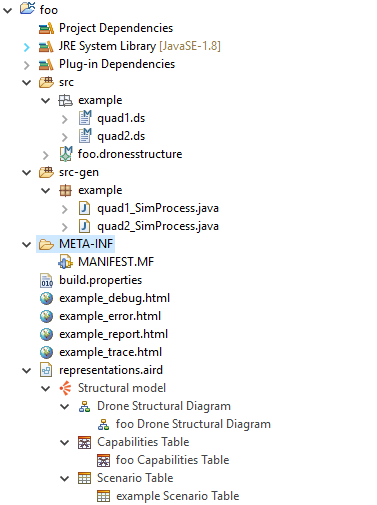 foo
Project Dependencies
JRE System Library [JavaSE-1.8]
Plug-in Dependencies
src
example
quad1.ds
quad2.ds
foo.dronesstructure
src-gen
example
quad1_SimProcess.java
quad2_SimProcess.java
META-INF
MANIFEST.MF
build.properties
example_debug.html
example_error.html
example_report.html
example_trace.html
representations.aird
Structural model
Drone Structural Diagram
foo Drone Structural Diagram
Capabilities Table
foo Capabilities Table
Scenario Table
example Scenario Table